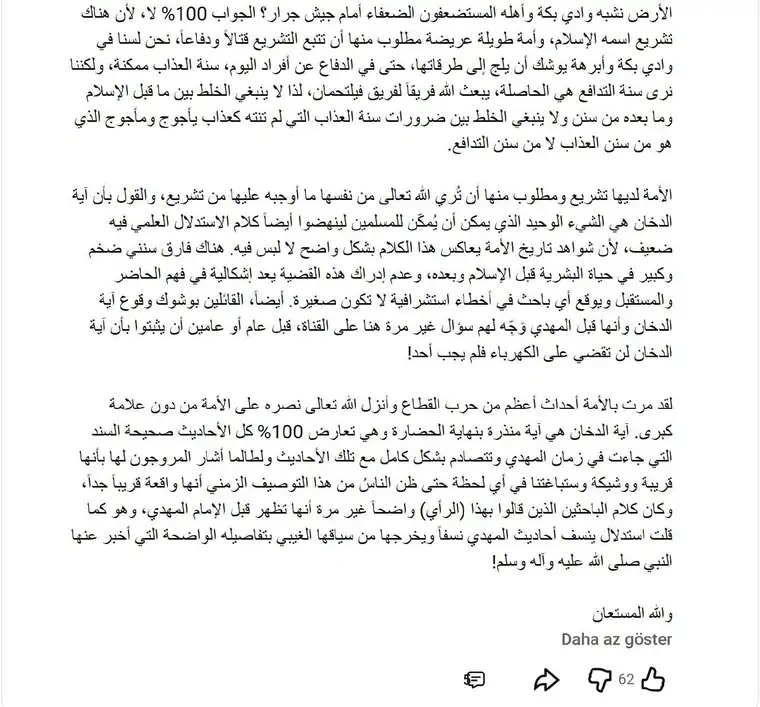 الأرض نشبه وادي بكة وأهله المستضعفون الضعفاء أمام جيش جرار؟ الجواب 100% لا، لأن هناك
تشريع اسمه الإسلام، وأمة طويلة عريضة مطلوب منها أن تتبع التشريع قتالاً ودفاعاً، نحن لسنا في
وادي بكة وأبرهة يوشك أن يلج إلى طرقاتها، حتى في الدفاع عن أفراد اليوم، سنة العذاب ممكنة، ولكننا
نرى سنة التدافع هي الحاصلة، يبعث الله فريقاً لفريق فيلتحمان، لذا لا ينبغي الخلط بين ما قبل الإسلام
وما بعده من سنن ولا ينبغي الخلط بين ضرورات سنة العذاب التي لم تنته كعذاب يأجوج ومأجوج الذي
هو من سنن العذاب لا من سنن التدافع.
الأمة لديها تشريع ومطلوب منها أن تُري الله تعالى من نفسها ما أوجبه عليها من تشريع، والقول بأن آية
الدخان هي الشيء الوحيد الذي يمكن أن يُمكّن للمسلمين لينهضوا أيضاً كلام الاستدلال العلمي فيه
ضعيف، لأن شواهد تاريخ الأمة يعاكس هذا الكلام بشكل واضح لا لبس فيه. هناك فارق سنني ضخم
وكبير في حياة البشرية قبل الإسلام وبعده، وعدم إدراك هذه القضية يعد إشكالية في فهم الحاضر
والمستقبل ويوقع أي باحث في أخطاء استشرافية لا تكون صغيرة. أيضاً، القائلين بوشوك وقوع آية
الدخان وأنها قبل المهدي وَجّه لهم سؤال غير مرة هنا على القناة، قبل عام أو عامين أن يثبتوا بأن آية
الدخان لن تقضي على الكهرباء فلم يجب أحد!
لقد مرت بالأمة أحداث أعظم من حرب القطاع وأنزل الله تعالى نصره على الأمة من دون علامة
كبرى. آية الدخان هي آية منذرة بنهاية الحضارة وهي تعارض 100% كل الأحاديث صحيحة السند
التي جاءت في زمان المهدي وتتصادم بشكل كامل مع تلك الأحاديث ولطالما أشار المروجون لها بأنها
قريبة ووشيكة وستباغتنا في أي لحظة حتى ظن الناسُ من هذا التوصيف الزمني أنها واقعة قريباً جداً،
وكان كلام الباحثين الذين قالوا بهذا (الرأي) واضحاً غير مرة أنها تظهر قبل الإمام المهدي، وهو كما
قلت استدلال ينسف أحاديث المهدي نسفاً ويخرجها من سياقها الغيبي بتفاصيله الواضحة التي أخبر عنها
النبي صلى الله عليه وآله وسلم!
والله المستعان
Daha az göster
62
5